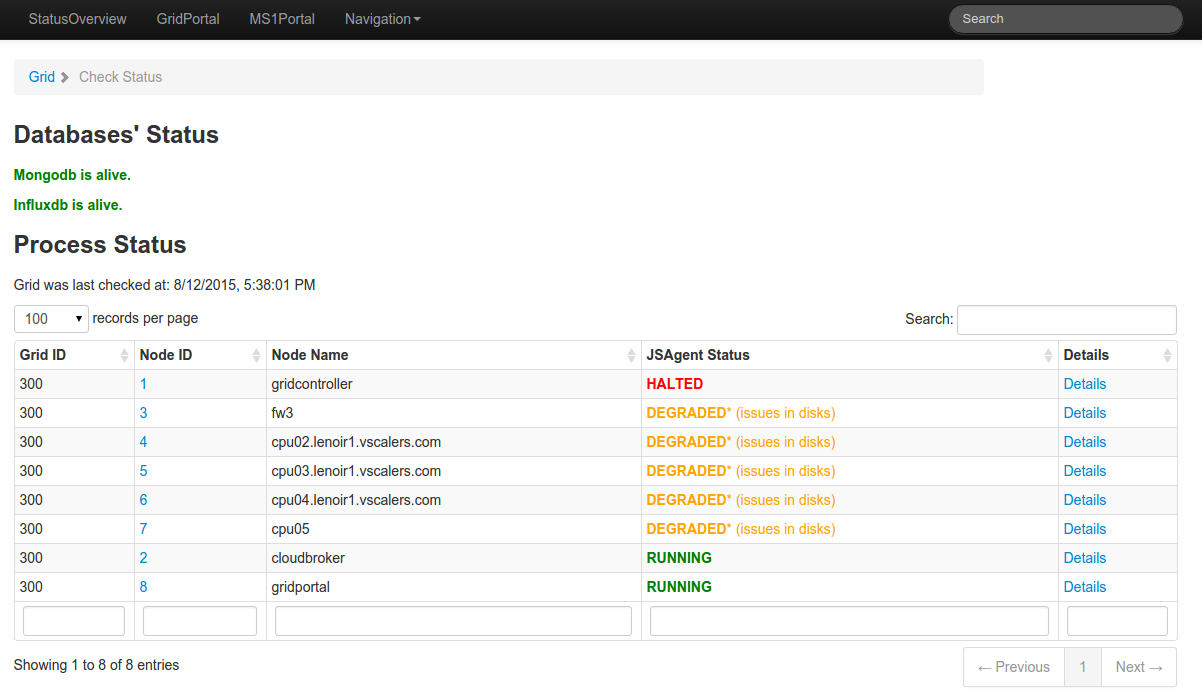 StatusOverview GridPortal MS1Portal Navigation Search
Grid Check Status
Databases' Status
Mongodb is alive.
Influxdb is alive.
Process Status
Grid was last checked at: 8/12/2015, 5:38:01 PM
100 records per page Search:
Grid ID Node ID Node Name JSAgent Status Details
300 1 gridcontroller HALTED Details
300 3 fw3 DEGRADED* (issues in disks) Details
300 4 cpu02.lenoir1.vscalers.com DEGRADED* (issues in disks) Details
300 5 cpu03.lenoir1.vscalers.com DEGRADED* (issues in disks) Details
300 6 cpu04.lenoir1.vscalers.com DEGRADED* (issues in disks) Details
300 7 cpu05 DEGRADED* (issues in disks) Details
300 2 cloudbroker RUNNING Details
300 8 gridportal RUNNING Details
Showing 1 to 8 of 8 entries ← Previous 1 Next →